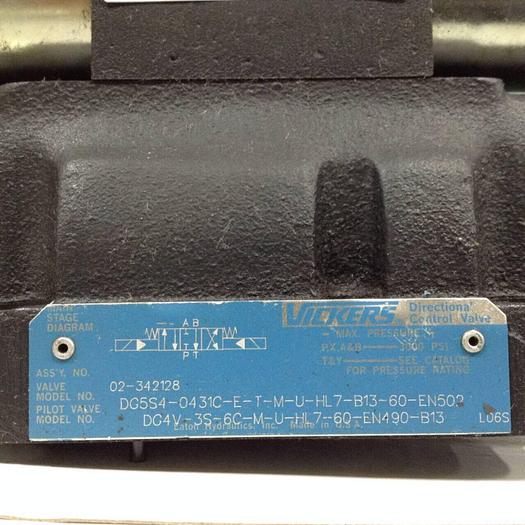 MAIN
STAGE
DIAGRAM
A B
P T
VICKERS Directional
Control Valve
MAX. PRESSURE
P.X.A&B 3000 PSI
T&Y SEE CATALOG
FOR PRESSURE RATING
ASS'Y. NO.
VALVE 02-342128
MODEL NO. DG5S4-0431C-E-T-M-U-HL7-B13-60-EN502
PILOT VALVE
MODEL NO. DG4V-3S-6C-M-U-HL7-60-EN490-B13 L06S
Eaton Hydraulics, Inc. Made in U.S.A.